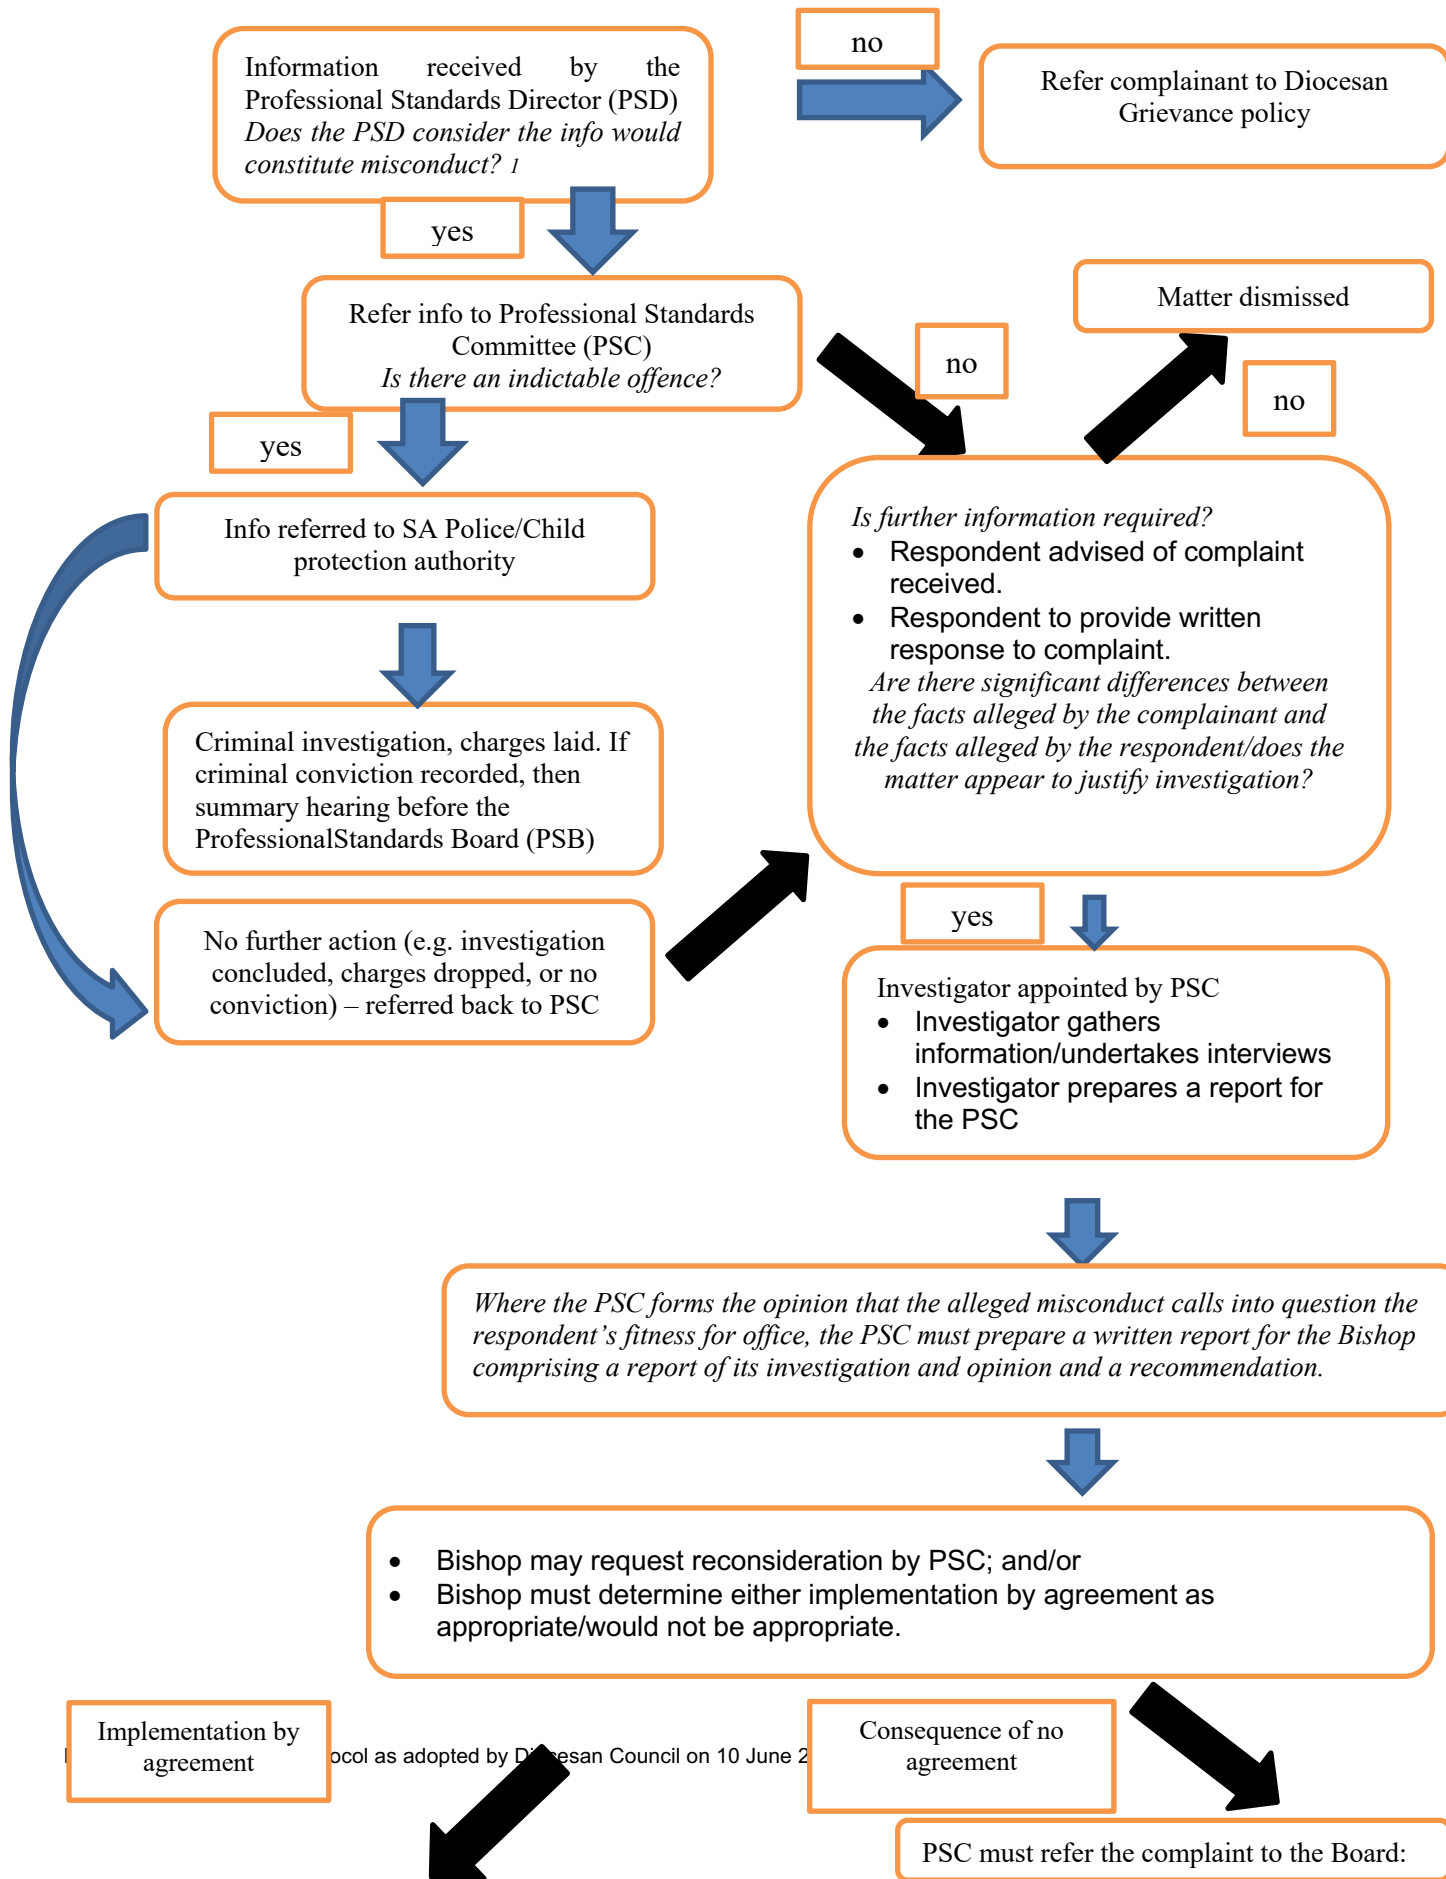 no
Information received by the
Professional Standards Director (PSD)
Does the PSD consider the info would
constitute misconduct? 1
Refer complainant to Diocesan
Grievance policy
yes
Refer info to Professional Standards
Committee (PSC)
Is there an indictable offence?
Matter dismissed
no
no
yes
Info referred to SA Police/Child
protection authority
Is further information required?
• Respondent advised of complaint
received.
• Respondent to provide written
response to complaint.
Are there significant differences between
the facts alleged by the complainant and
the facts alleged by the respondent/does the
matter appear to justify investigation?
Criminal investigation, charges laid. If
criminal conviction recorded, then
summary hearing before the
ProfessionalStandards Board (PSB)
No further action (e.g. investigation
concluded, charges dropped, or no
conviction) – referred back to PSC
yes
Investigator appointed by PSC
• Investigator gathers
information/undertakes interviews
• Investigator prepares a report for
the PSC
Where the PSC forms the opinion that the alleged misconduct calls into question the
respondent’s fitness for office, the PSC must prepare a written report for the Bishop
comprising a report of its investigation and opinion and a recommendation.
• Bishop may request reconsideration by PSC; and/or
• Bishop must determine either implementation by agreement as
appropriate/would not be appropriate.
Implementation by
agreement
as adopted by on 10 June
Consequence of no
agreement
PSC must refer the complaint to the Board: